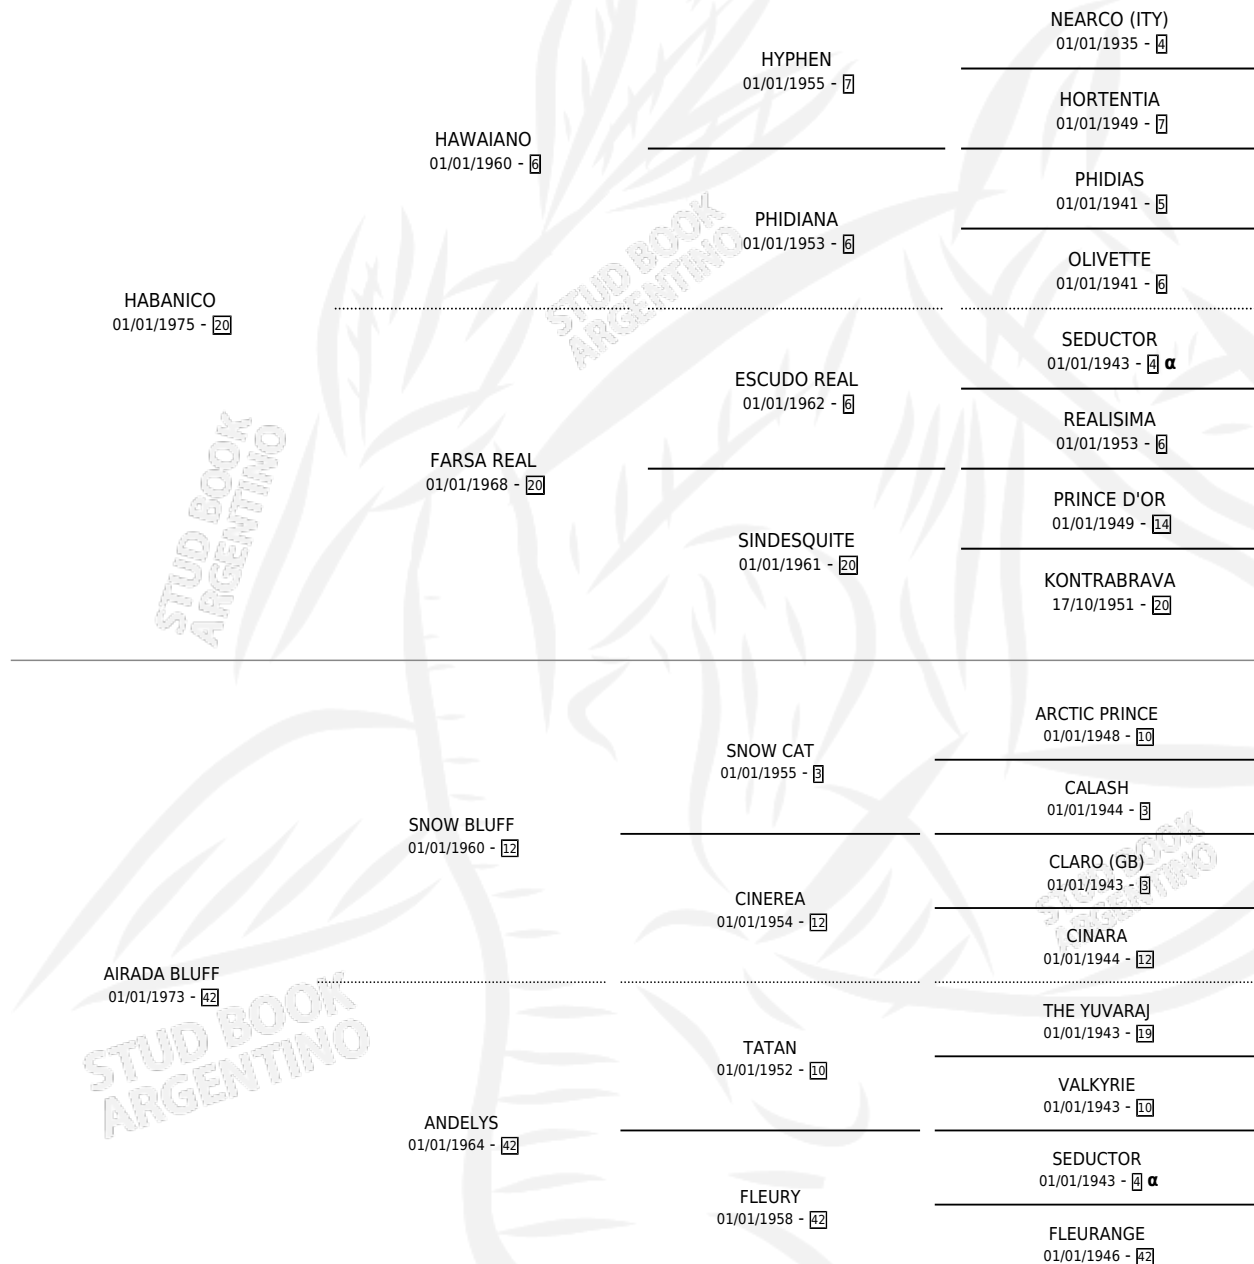 NEARCO (ITY)
01/01/1935 - 4
HYPHEN
01/01/1955 - 7
HORTENTIA
01/01/1949 - 7
HAWAIANO
01/01/1960 - 6
PHIDIAS
01/01/1941 - 5
PHIDIANA
01/01/1953 - 6
OLIVETTE
01/01/1941 - 6
HABANICO
01/01/1975 - 20
SEDUCTOR
01/01/1943 - 4 α
ESCUDO REAL
01/01/1962 - 6
REALISIMA
01/01/1953 - 6
FARSA REAL
01/01/1968 - 20
PRINCE D'OR
01/01/1949 - 14
SINDESQUITE
01/01/1961 - 20
KONTRABRAVA
17/10/1951 - 20
STUD BOOK
ARGENTINO
STUD BOOK
ARGENTINO
ARCTIC PRINCE
01/01/1948 - 10
SNOW CAT
01/01/1955 - 3
CALASH
01/01/1944 - 3
SNOW BLUFF
01/01/1960 - 12
CLARO (GB)
01/01/1943 - 3
CINEREA
01/01/1954 - 12
CINARA
01/01/1944 - 12
AIRADA BLUFF
01/01/1973 - 42
THE YUVARAJ
01/01/1943 - 19
TATAN
01/01/1952 - 10
VALKYRIE
01/01/1943 - 10
ANDELYS
01/01/1964 - 42
SEDUCTOR
01/01/1943 - 4 α
FLEURY
01/01/1958 - 42
FLEURANGE
01/01/1946 - 42
STUD BOOK
ARGENTINO
STUD BOOK
ARGENTINO